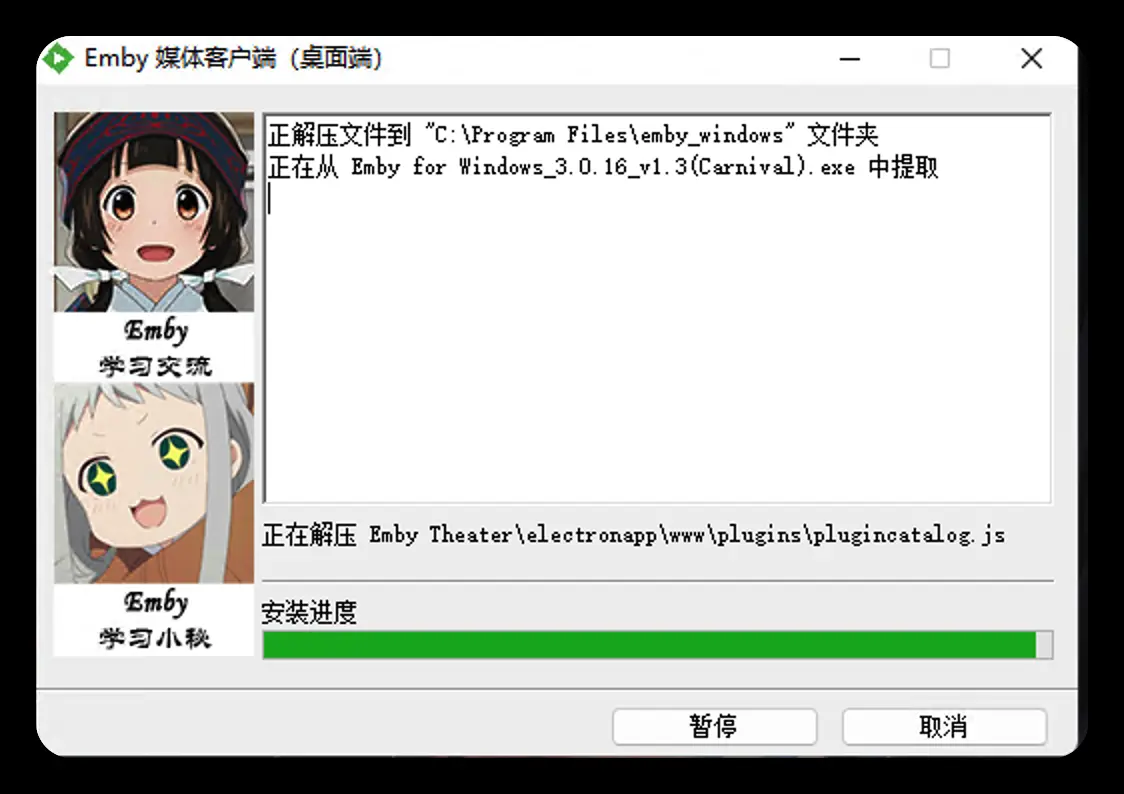 Emby 媒体客户端（桌面端）
正解压文件到 "C:\Program Files\emby_windows" 文件夹
正在从 Emby for Windows_3.0.16_v1.3(Carnival).exe 中提取
Emby
学习交流
Emby
学习小秘
正在解压 Emby Theater\electronapp\www\plugins\plugincatalog.js
安装进度
暂停
取消